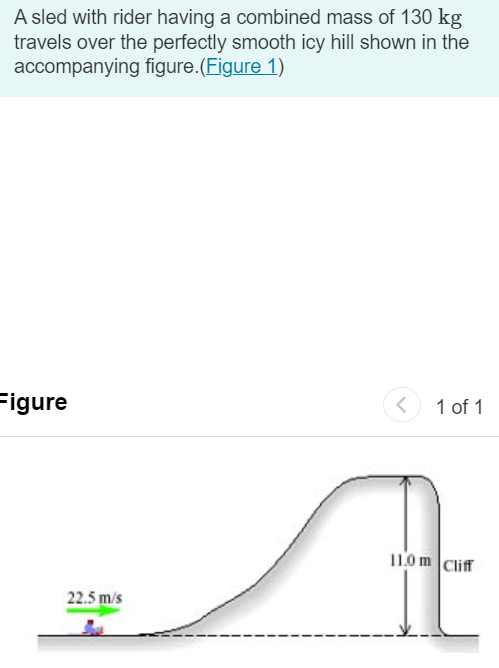 A sled with rider having a combined mass of 130 kg
travels over the perfectly smooth icy hill shown in the
accompanying figure.(Figure 1)
Figure
< 1 of 1
11.0 m Cliff
22.5 m/s